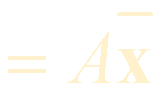 = Ax̄